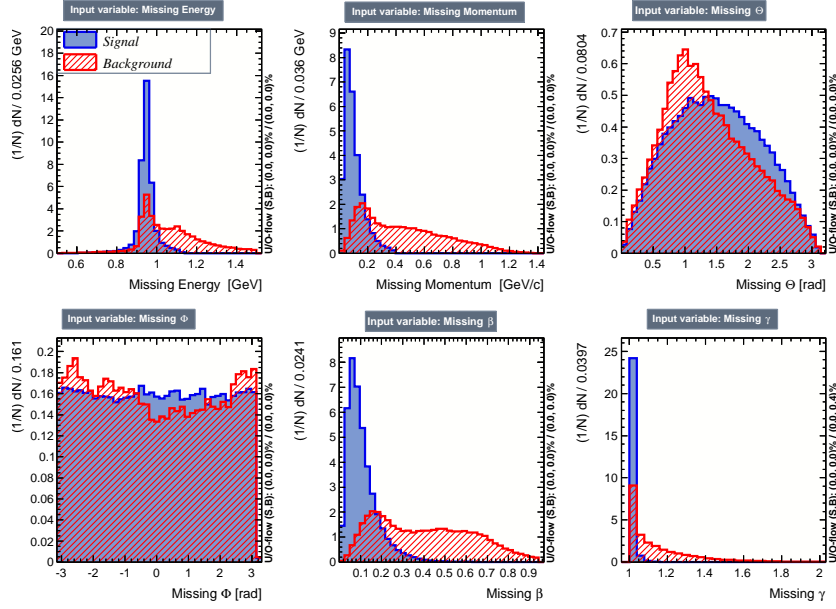 Input variable: Missing Energy
(1/N) dN / 0.0256 GeV
20
18
16
14
12
10
8
6
4
2
0
Signal
Background
0.6 0.8 1 1.2 1.4
Missing Energy [GeV]
U/O-flow (S,B): (0.0, 0.0)% / (0.0, 0.0)%
Input variable: Missing Momentum
(1/N) dN / 0.036 GeV
9
8
7
6
5
4
3
2
1
0
0.2 0.4 0.6 0.8 1 1.2 1.4
Missing Momentum [GeV/c]
U/O-flow (S,B): (0.0, 0.0)% / (0.0, 0.0)%
Input variable: Missing Θ
(1/N) dN / 0.0804
0.7
0.6
0.5
0.4
0.3
0.2
0.1
0
0.5 1 1.5 2 2.5 3
Missing Θ [rad]
U/O-flow (S,B): (0.0, 0.0)% / (0.0, 0.0)%
Input variable: Missing Φ
(1/N) dN / 0.161
0.2
0.18
0.16
0.14
0.12
0.1
0.08
0.06
0.04
0.02
0
-3 -2 -1 0 1 2 3
Missing Φ [rad]
U/O-flow (S,B): (0.0, 0.0)% / (0.0, 0.0)%
Input variable: Missing β
(1/N) dN / 0.0241
9
8
7
6
5
4
3
2
1
0
0.1 0.2 0.3 0.4 0.5 0.6 0.7 0.8 0.9
Missing β
U/O-flow (S,B): (0.0, 0.0)% / (0.0, 0.0)%
Input variable: Missing γ
(1/N) dN / 0.0397
25
20
15
10
5
0
1 1.2 1.4 1.6 1.8 2
Missing γ
U/O-flow (S,B): (0.0, 0.0)% / (0.0, 0.4)%